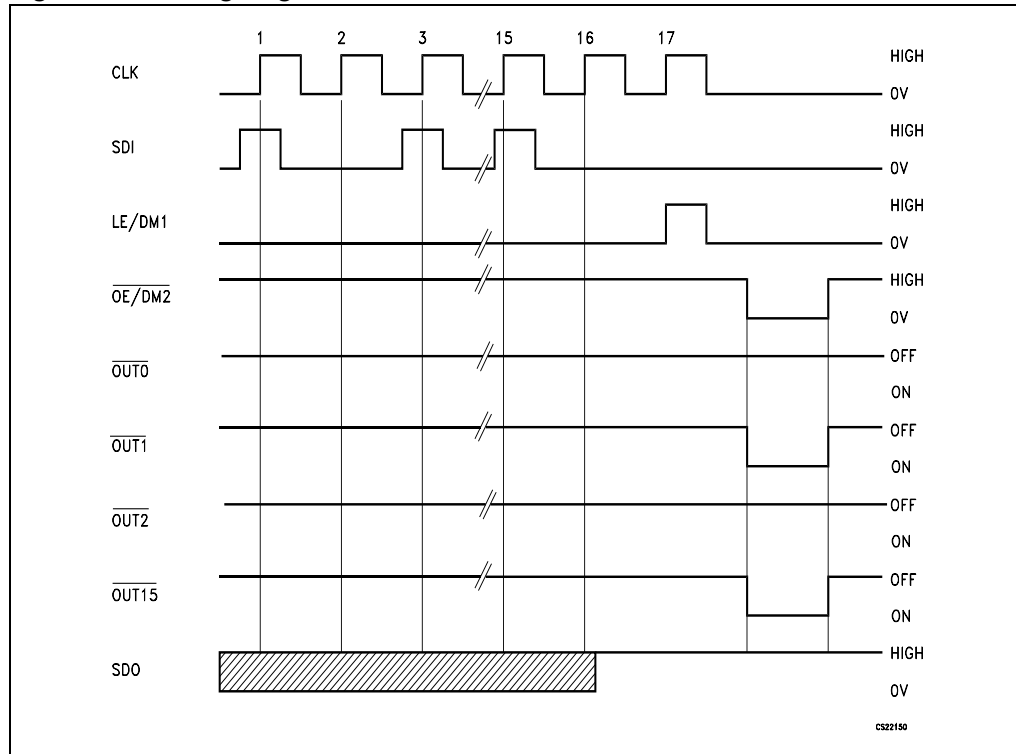 1 2 3 15 16 17
CLK
HIGH
0V
SDI
HIGH
0V
LE/DM1
HIGH
0V
OE/DM2
HIGH
0V
OUT0
OFF
ON
OUT1
OFF
ON
OUT2
OFF
ON
OUT15
OFF
ON
SDO
HIGH
0V
CS22150